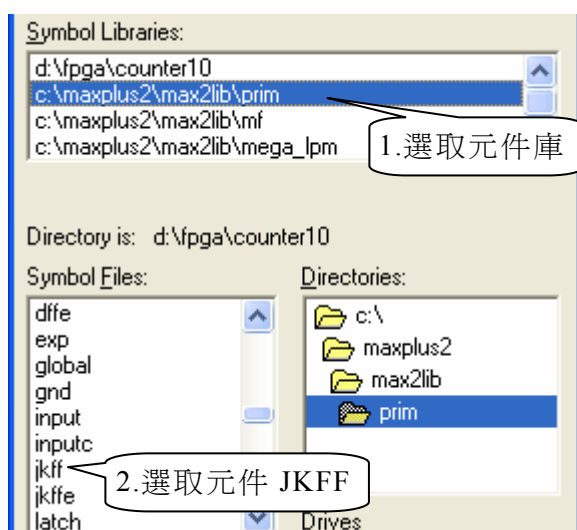 Symbol Libraries:
d:\fpga\counter10
c:\maxplus2\max2lib\prim
c:\maxplus2\max2lib\mf
c:\maxplus2\max2lib\mega_lpm
1.選取元件庫
Directory is: d:\fpga\counter10
Symbol Files:
dffe
exp
global
gnd
input
inputc
jkff
jkffe
latch
2.選取元件 JKFF
Directories:
c:\
maxplus2
max2lib
prim
Drives